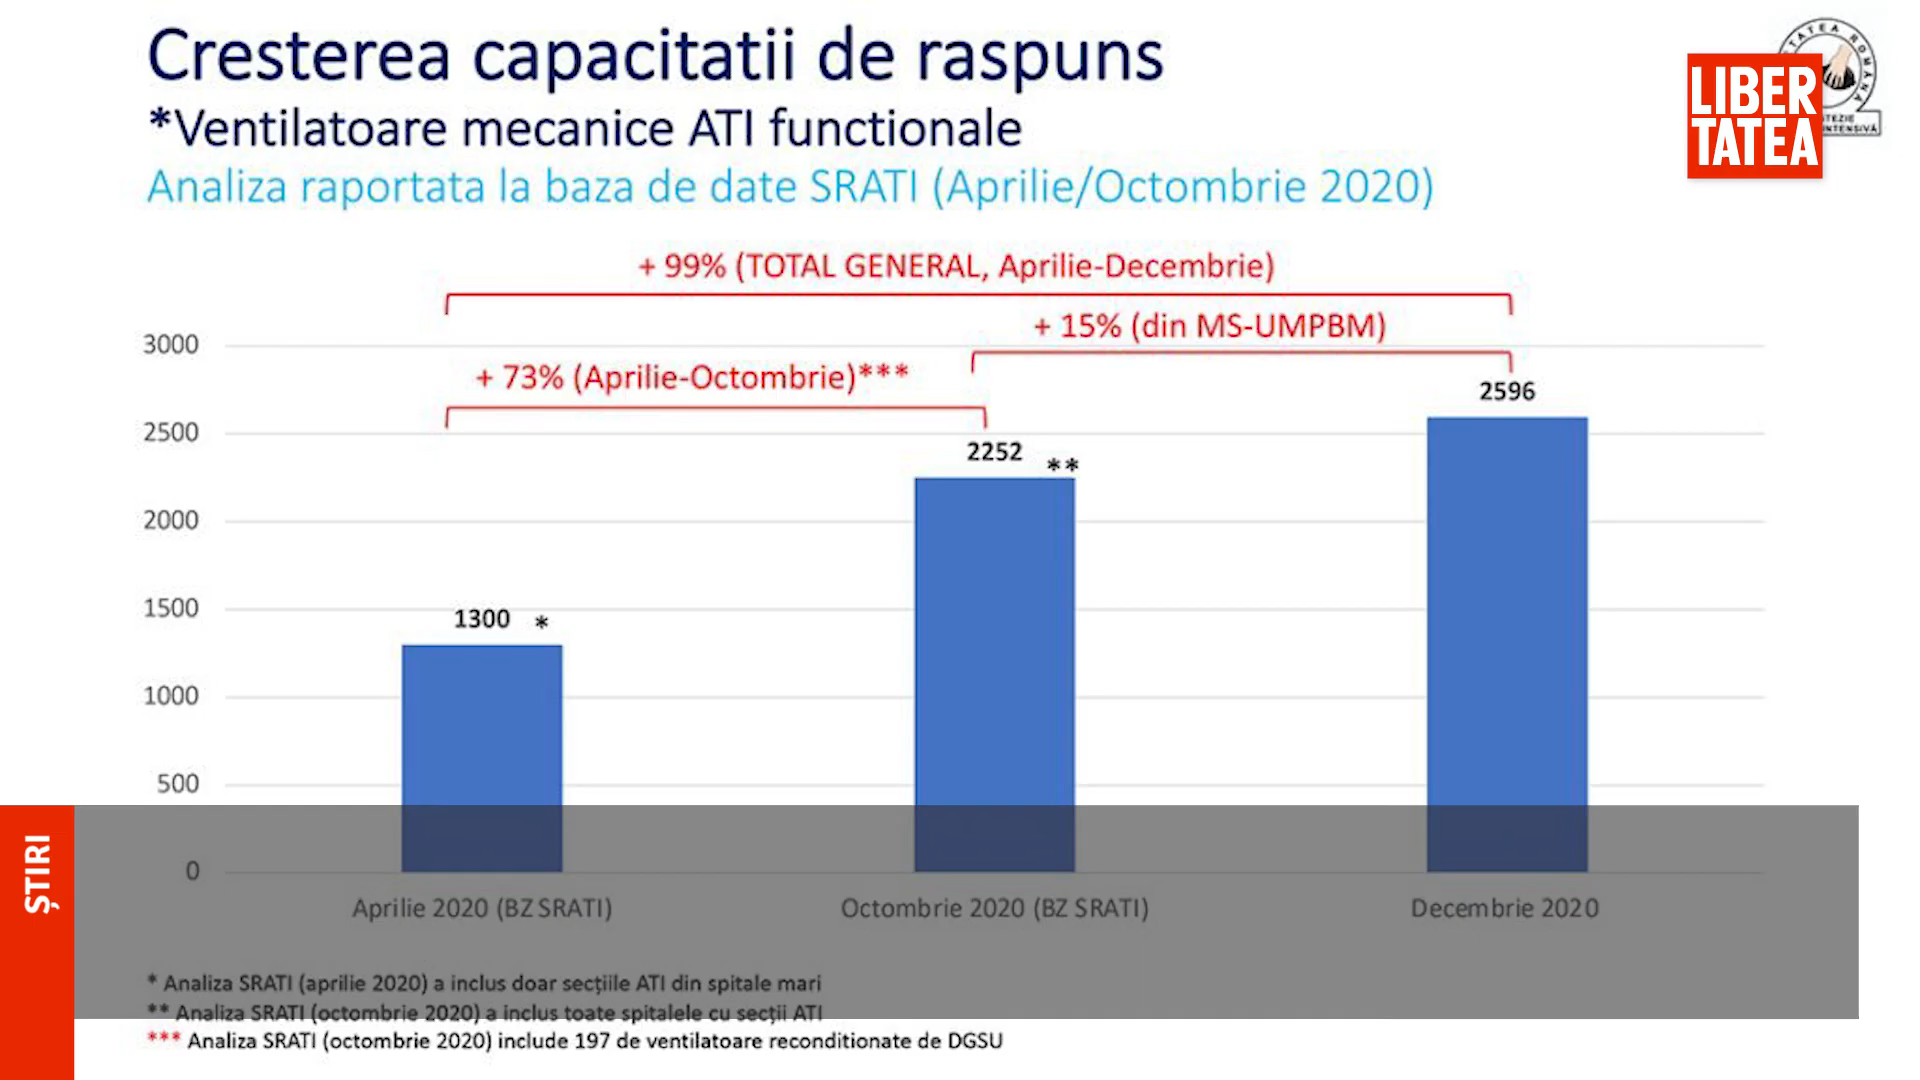 Cresterea capacitatii de raspuns
*Ventilatoare mecanice ATI functionale
Analiza raportata la baza de date SRATI (Aprilie/Octombrie 2020)
LIBER
TATEA
TATEA ROMÂNĂ
TEZIE
INTENSIVĂ
+ 99% (TOTAL GENERAL, Aprilie-Decembrie)
+ 15% (din MS-UMPBM)
+ 73% (Aprilie-Octombrie)***
3000
2500
2000
1500
1000
500
0
1300 *
2252 **
2596
Aprilie 2020 (BZ SRATI)
Octombrie 2020 (BZ SRATI)
Decembrie 2020
ȘTIRI
* Analiza SRATI (aprilie 2020) a inclus doar secțiile ATI din spitale mari
** Analiza SRATI (octombrie 2020) a inclus toate spitalele cu secții ATI
*** Analiza SRATI (octombrie 2020) include 197 de ventilatoare reconditionate de DGSU